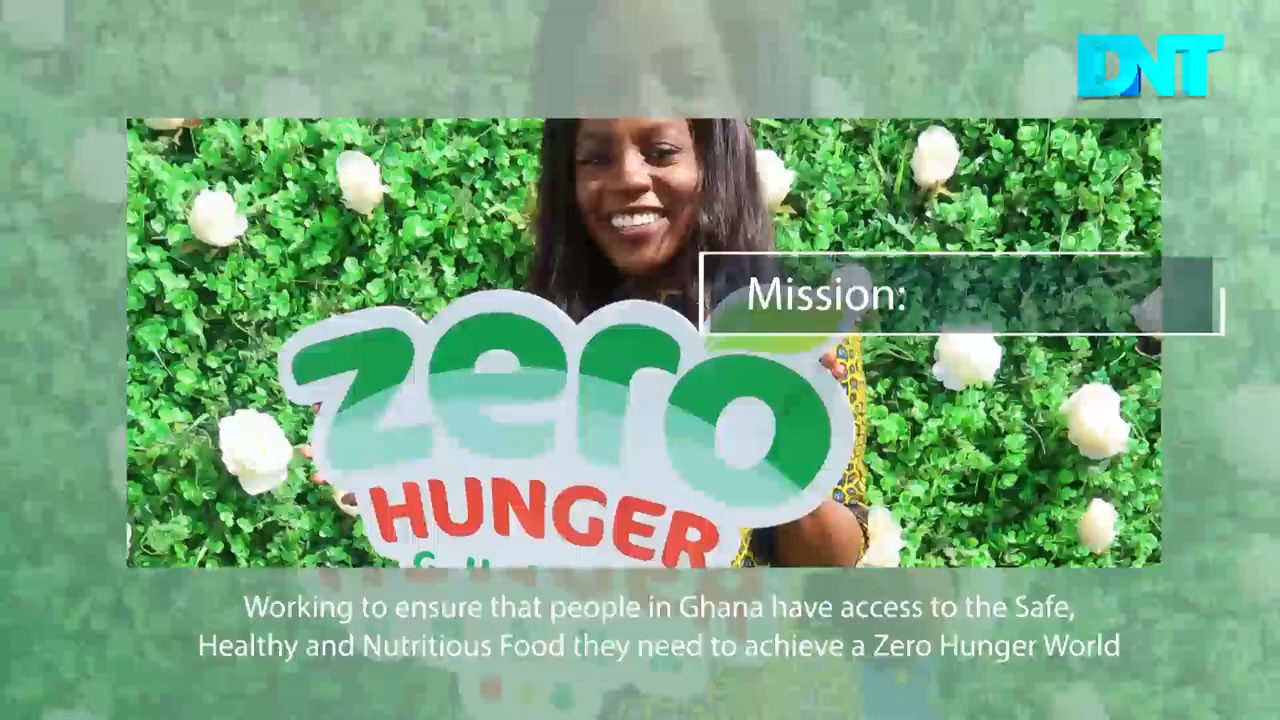 DNT
Mission:
zero
HUNGER
Working to ensure that people in Ghana have access to the Safe,
Healthy and Nutritious Food they need to achieve a Zero Hunger World